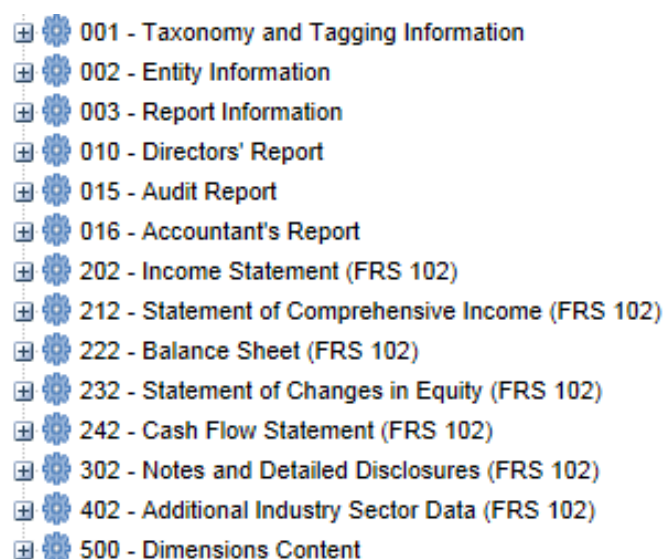 001 - Taxonomy and Tagging Information
002 - Entity Information
003 - Report Information
010 - Directors' Report
015 - Audit Report
016 - Accountant's Report
202 - Income Statement (FRS 102)
212 - Statement of Comprehensive Income (FRS 102)
222 - Balance Sheet (FRS 102)
232 - Statement of Changes in Equity (FRS 102)
242 - Cash Flow Statement (FRS 102)
302 - Notes and Detailed Disclosures (FRS 102)
402 - Additional Industry Sector Data (FRS 102)
500 - Dimensions Content